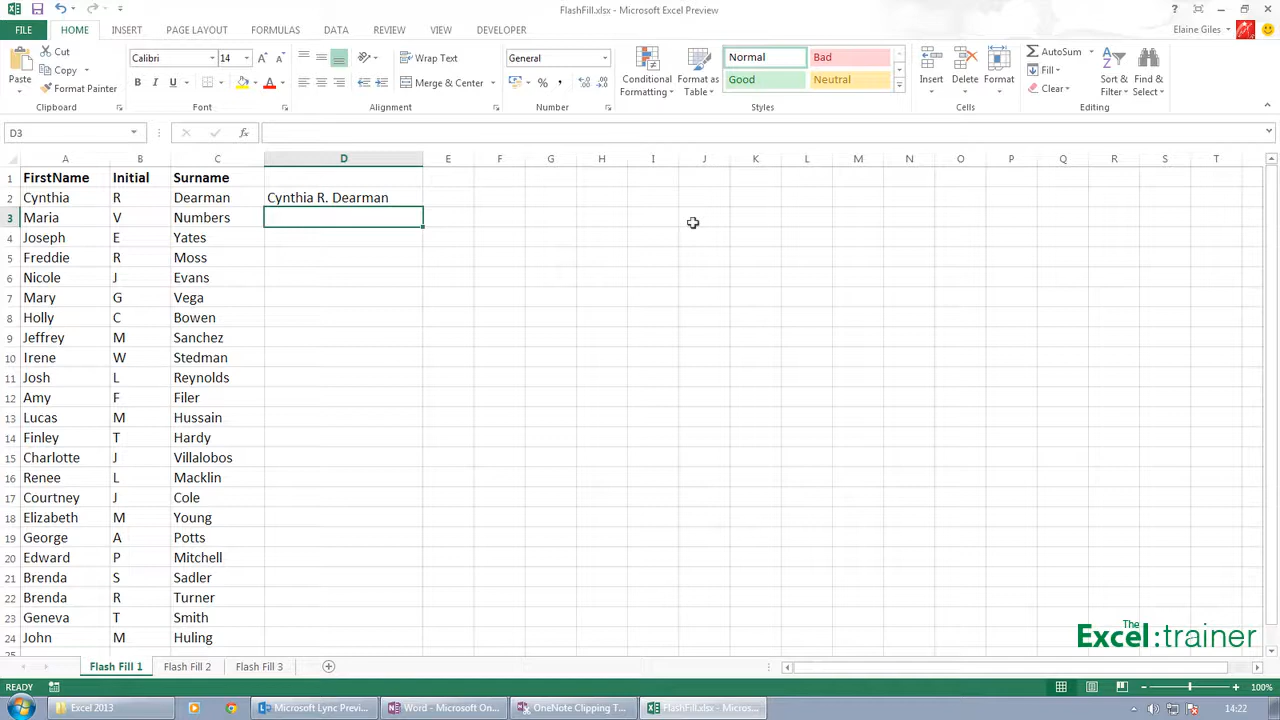 FlashFill.xlsx - Microsoft Excel Preview
FILE HOME INSERT PAGE LAYOUT FORMULAS DATA REVIEW VIEW DEVELOPER Elaine Giles
Paste Cut Copy Format Painter Clipboard
Calibri 14 B I U A A A Font
Wrap Text Merge & Center Alignment
General % , Number
Conditional Formatting Format as Table
Normal Bad Good Neutral Styles
Insert Delete Format Cells
AutoSum Fill Clear Sort & Filter Find & Select Editing
D3 fx
A B C D E F G H I J K L M N O P Q R S T
1 FirstName Initial Surname
2 Cynthia R Dearman Cynthia R. Dearman
3 Maria V Numbers
4 Joseph E Yates
5 Freddie R Moss
6 Nicole J Evans
7 Mary G Vega
8 Holly C Bowen
9 Jeffrey M Sanchez
10 Irene W Stedman
11 Josh L Reynolds
12 Amy F Filer
13 Lucas M Hussain
14 Finley T Hardy
15 Charlotte J Villalobos
16 Renee L Macklin
17 Courtney J Cole
18 Elizabeth M Young
19 George A Potts
20 Edward P Mitchell
21 Brenda S Sadler
22 Brenda R Turner
23 Geneva T Smith
24 John M Huling
The Excel:trainer
Flash Fill 1 Flash Fill 2 Flash Fill 3
READY 100%
Excel 2013 Microsoft Lync Previ... Word - Microsoft On... OneNote Clipping T... FlashFill.xlsx - Micros... 14:22